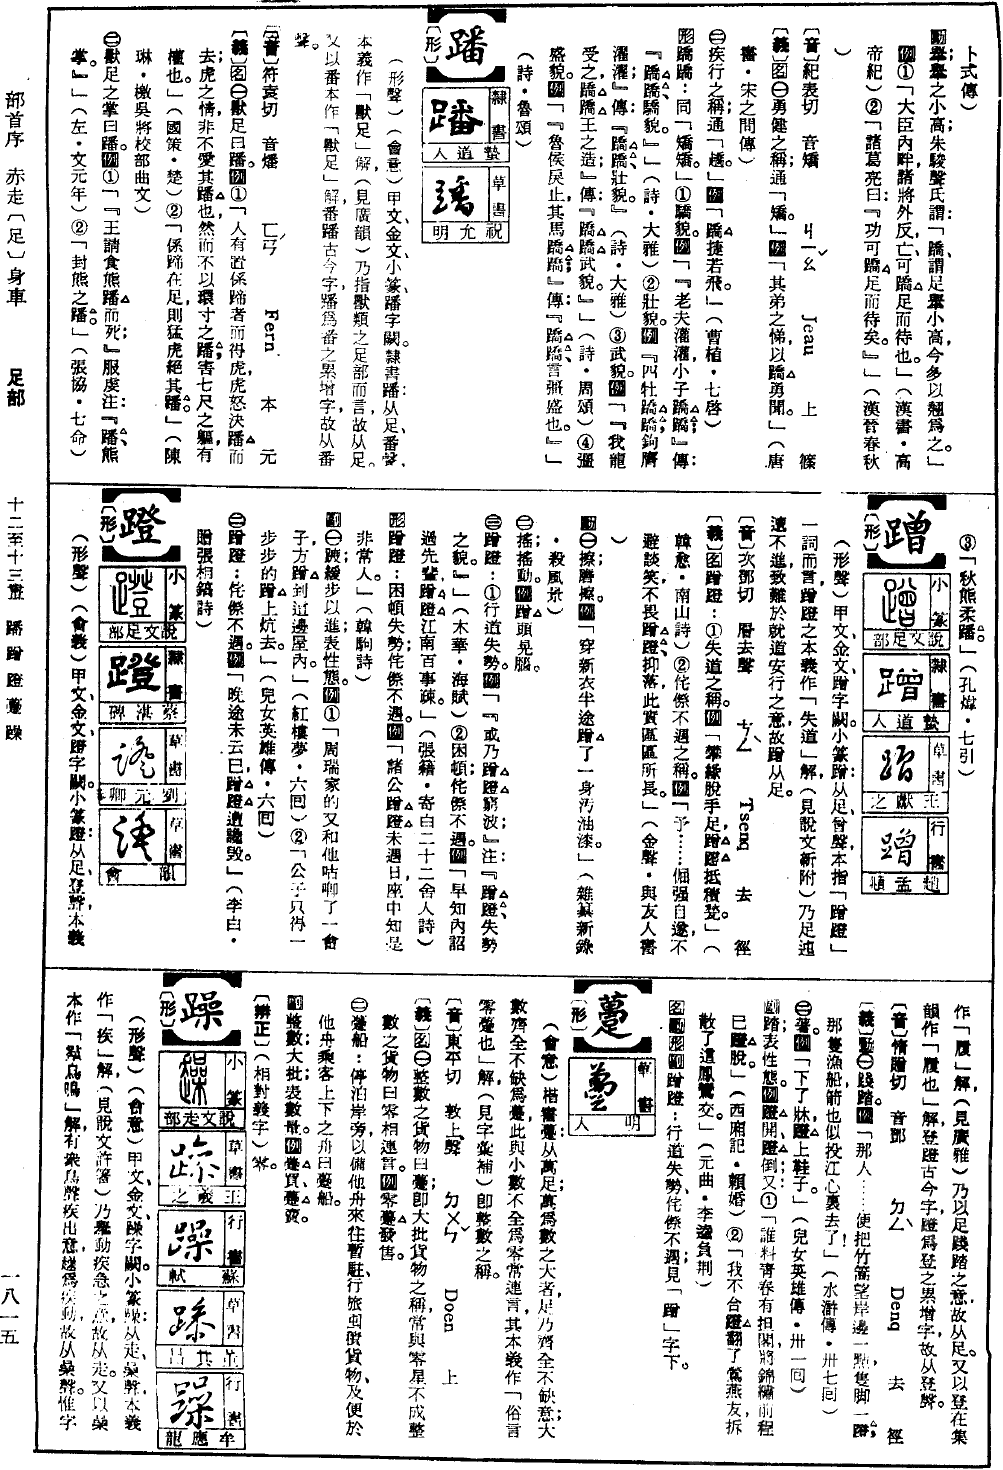 卜式傳）
動舉舉之小高朱駿聲氏謂：「蹻謂足舉小高，今多以翹爲之。」
例①「大臣內畔，諸將外反，亡可蹻足而待也。」（漢書・高
帝紀）②「諸葛亮曰：『功可蹻足而待矣。』」（漢晉春秋
）
〔音〕紀表切　音矯　ㄐㄧㄠˇ　Jeau　上　篠
〔義〕名㊀勇健之稱；通「矯」。例「其弟之悌以蹻勇聞。」（唐
書・宋之問傳）
㊁疾行之稱，通「趫」。例「蹻捷若飛。」（曹植・七啓）
形蹻蹻：同「矯矯」①驕貌。例「『老夫灌灌，小子蹻蹻。』傳：
『蹻蹻驕貌。』」（詩・大雅）②壯貌。例「『四牡蹻蹻，鉤膺
濯濯。』傳：『蹻蹻，壯貌。』」（詩・大雅）③武貌。例「『我龍
受之，蹻蹻王之造。』傳：『蹻蹻，武貌。』」（詩・周頌）④彊
盛貌。例「『魯侯戾止，其馬蹻蹻。』傳：『蹻蹻，言彊盛也。』」
（詩・魯頌）
蹯
〔形〕
隸書　蹯　蟄道人
草書　蹯　祝允明
（形聲）（會意）甲文、金文、小篆蹯字闕。隸書蹯：从足，番聲，
本義作「獸足」解（見廣韻）乃指獸類之足部而言，故从足。
又以番本作「獸足」解，番蹯古今字，蹯爲番之累增字，故从番
聲。
〔音〕符袁切　音燔　ㄈㄢˊ　Fern　本　元
〔義〕名㊀獸足曰蹯。例①「人有置係蹄者而得虎，虎怒，決蹯而
去。虎之情，非不愛其蹯也，然而不以環寸之蹯，害七尺之軀，有
權也。」（國策・楚）②「係蹄在足，則猛虎絕其蹯。」（陳
琳・檄吳將校部曲文）
㊁獸足之掌曰蹯。例①「『王請食熊蹯而死。』服虔注：『蹯，熊
掌。』」（左・文元年）②「封熊之蹯。」（張協・七命）
③「秋熊柔蹯。」（孔煒・七引）
蹭
〔形〕
小篆　蹭　說文足部
隸書　蹭　蟄道人
草書　蹭　王獻之
行書　蹭　趙孟頫
（形聲）甲文、金文蹭字闕。小篆蹭：从足，曾聲，本指「蹭蹬」
一詞而言，蹭蹬之本義作「失道」解（見說文新附）乃足迍
邅不進，致難於就道安行之意，故蹭从足。
〔音〕次鄧切　層去聲　ㄘㄥˋ　Tsenq　去　徑
〔義〕名蹭蹬：①失道之稱。例「攀緣脫手足，蹭蹬抵積甃。」（
韓愈・南山詩）②侘傺不遇之稱。例「予……倔強自遂，不
避談笑，不畏蹭蹬抑落，此實區區所長。」（金聲・與友人書
）
動㊀擦；磨擦。例「穿新衣半途蹭了一身污油漆。」（雜纂新錄
・殺風景）
㊁搖；搖動。例蹭頭晃腦。
㊂蹭蹬：①行道失勢。例「『或乃蹭蹬窮波。』注：『蹭蹬，失勢
之貌。』」（木華・海賦）②困頓；侘傺不遇。例「早知內詔
過先輩，蹭蹬江南百事疎。」（張籍・寄白二十二舍人詩）
形蹭蹬：困頓失勢；侘傺不遇。例「諸公蹭蹬未遇日，座中知是
非常人。」（韓駒詩）
副㊀踈緩步以進；表性態。例①「周瑞家的又和他咕唧了一會
子，方蹭到這邊屋內。」（紅樓夢・六回）②「公子只得一
步步的蹭上炕去。」（兒女英雄傳・六回）
㊁蹭蹬：侘傺不遇。例「晚途未云已，蹭蹬遭讒毀。」（李白・
贈張相鎬詩）
蹬
〔形〕
小篆　蹬　說文足部
隸書　蹬　蔡湛碑
草書　蹬　劉元卿
草書　蹬　韻會
（形聲）（會義）甲文、金文蹬字闕。小篆蹬：从足，登聲，本義
作「履」解（見廣雅）乃以足踐踏之意，故从足。又以登在集
韻作「履也」解，登蹬古今字，蹬爲登之累增字，故从登聲。
〔音〕惰蹭切　音鄧　ㄉㄥˋ　Denq　去　徑
〔義〕動㊀踐踏。例「那人……便把竹篙望岸邊一點，隻脚一蹬，
那隻漁船，箭也似投江心裏去了！」（水滸傳・卅七回）
㊁著。例「下了牀，蹬上鞋子。」（兒女英雄傳・卅一回）
副踏；表性態。例蹬開；蹬倒。又①「誰料青春有担閣，將錦繡前程
已蹬脫。」（西廂記・賴婚）②「我不合蹬翻了鶯燕友，拆
散了這鳳鸞交。」（元曲・李逵負荆）
名動形副蹭蹬：行道失勢；侘傺不遇，見「蹭」字下。
躉
〔形〕
草書　躉　明人
（會意）楷書躉从萬足，萬爲數之大者，足乃齊全不缺意，大
數齊全不缺爲躉，此與小數不全爲零常連言，其本義作「俗言
零躉也」解（見字彙補）卽整數之稱。
〔音〕東平切　敦上聲　ㄉㄨㄣˇ　Doen　上
〔義〕名㊀整數之貨物曰躉，卽大批貨物之稱，常與零星不成整
數之貨物曰零相連言。例零躉發售。
㊁躉船：停泊岸旁，以備他舟來往暫駐，行旅虫儥貨物，及便於
他舟乘客上下之舟曰躉船。
副整數；大批；表數量。例躉買；躉賣。
〔辨正〕（相對義字）零。
躁
〔形〕
小篆　趮　說文走部
草書　躁　王羲之
行書　躁　蘇軾
草書　躁　董其昌
行書　躁　牟應龍
（形聲）（會意）甲文、金文、躁字闕。小篆躁：从走，喿聲，本義
作「疾」解（見說文許箸）乃舉動疾急之意，故从走。又以喿
本作「羣鳥鳴」解，有衆鳥聲疾出意，趮爲疾動，故从喿聲。惟字
部首序　赤走〔足〕身車　足部　十二至十三畫　蹯蹭蹬躉躁　一八一五